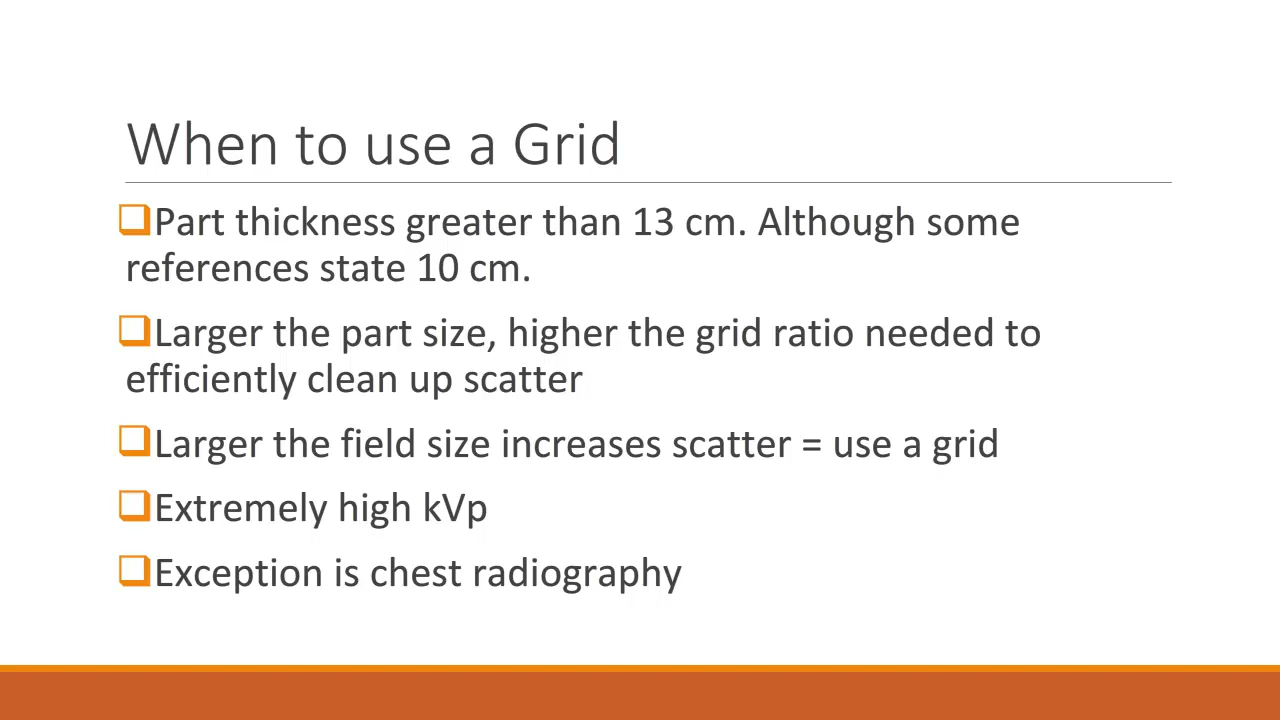 When to use a Grid
❑Part thickness greater than 13 cm. Although some
references state 10 cm.
❑Larger the part size, higher the grid ratio needed to
efficiently clean up scatter
❑Larger the field size increases scatter = use a grid
❑Extremely high kVp
❑Exception is chest radiography